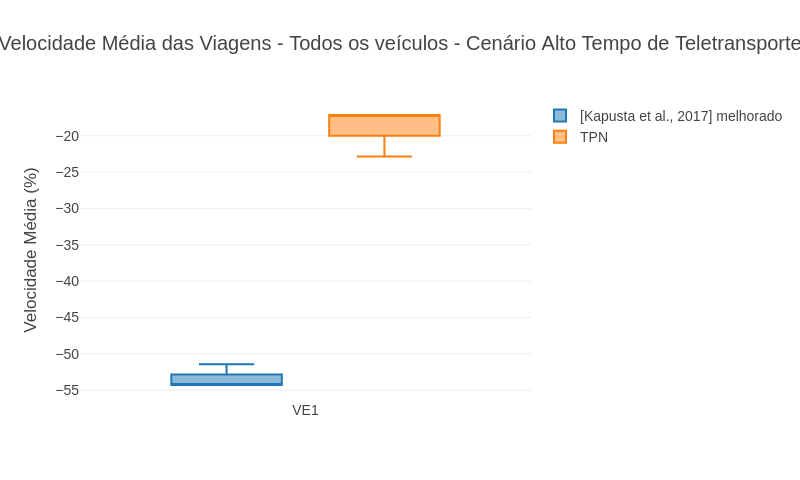 Velocidade Média das Viagens - Todos os veículos - Cenário Alto Tempo de Teletransporte
[Kapusta et al., 2017] melhorado
TPN
Velocidade Média (%)
−20
−25
−30
−35
−40
−45
−50
−55
VE1